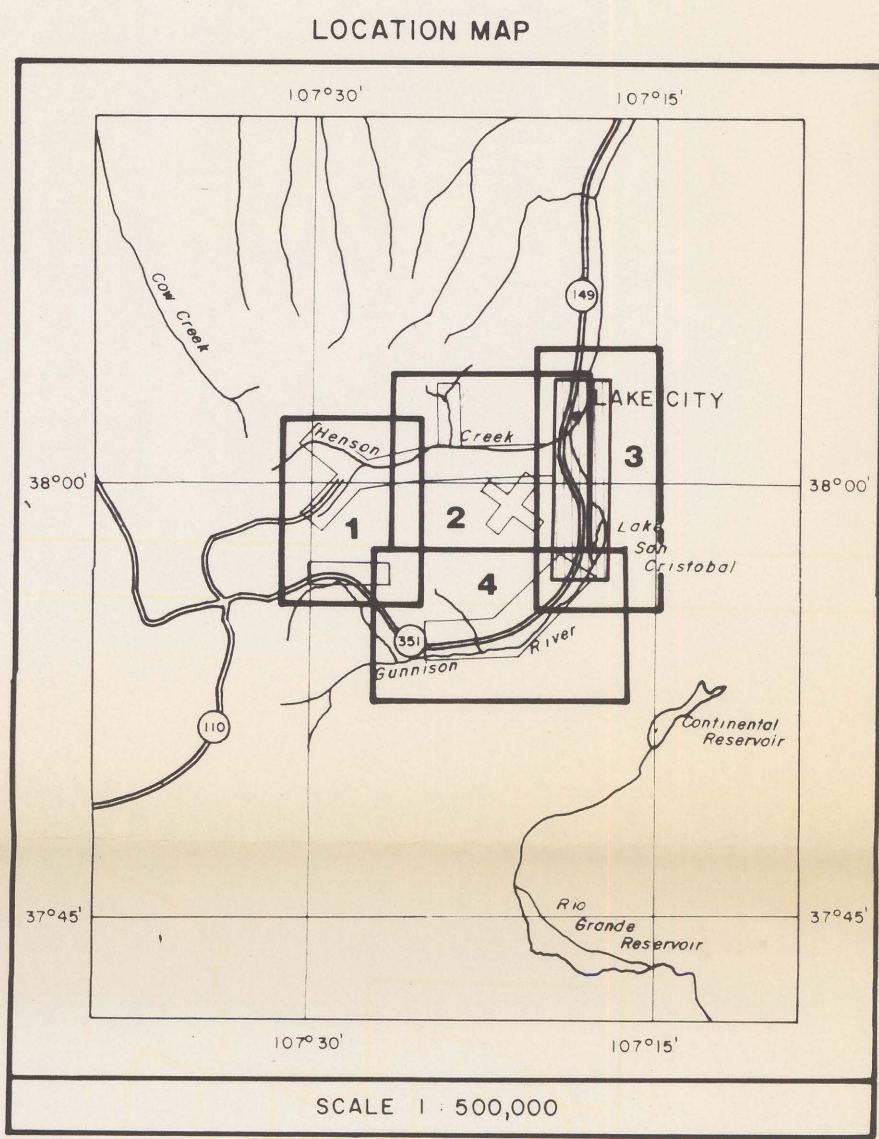 LOCATION MAP
107°30'
107°15'
Cow Creek
149
LAKE CITY
Henson
Creek
3
38°00'
38°00'
1
2
Lake
San
Cristobal
4
351
River
Gunnison
110
Continental
Reservoir
37°45'
37°45'
Rio
Grande
Reservoir
107°30'
107°15'
SCALE 1 : 500,000